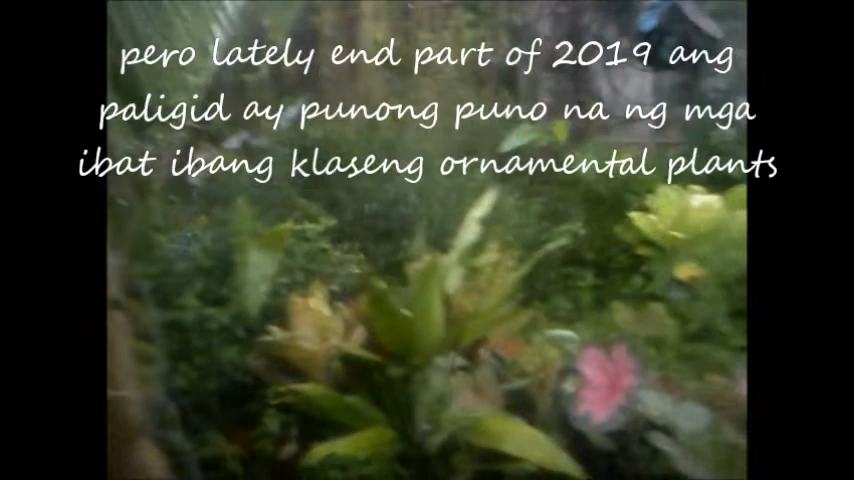 pero lately end part of 2019 ang
paligid ay punong puno na ng mga
ibat ibang klaseng ornamental plants